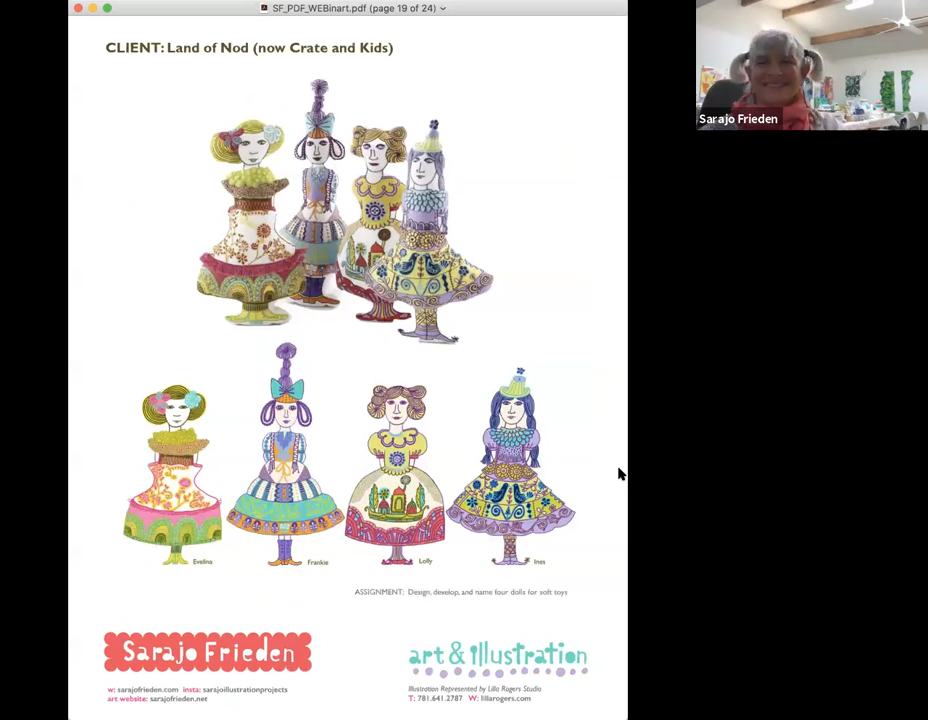 SF_PDF_WEBinart.pdf (page 19 of 24)
CLIENT: Land of Nod (now Crate and Kids)
Sarajo Frieden
Evelina
Frankie
Lolly
Ines
ASSIGNMENT: Design, develop, and name four dolls for soft toys
Sarajo Frieden
art & illustration
w: sarajofrieden.com insta: sarajoillustrationprojects
art website: sarajofrieden.net
Illustration Represented by Lilla Rogers Studio
T: 781.641.2787 W: lillarogers.com